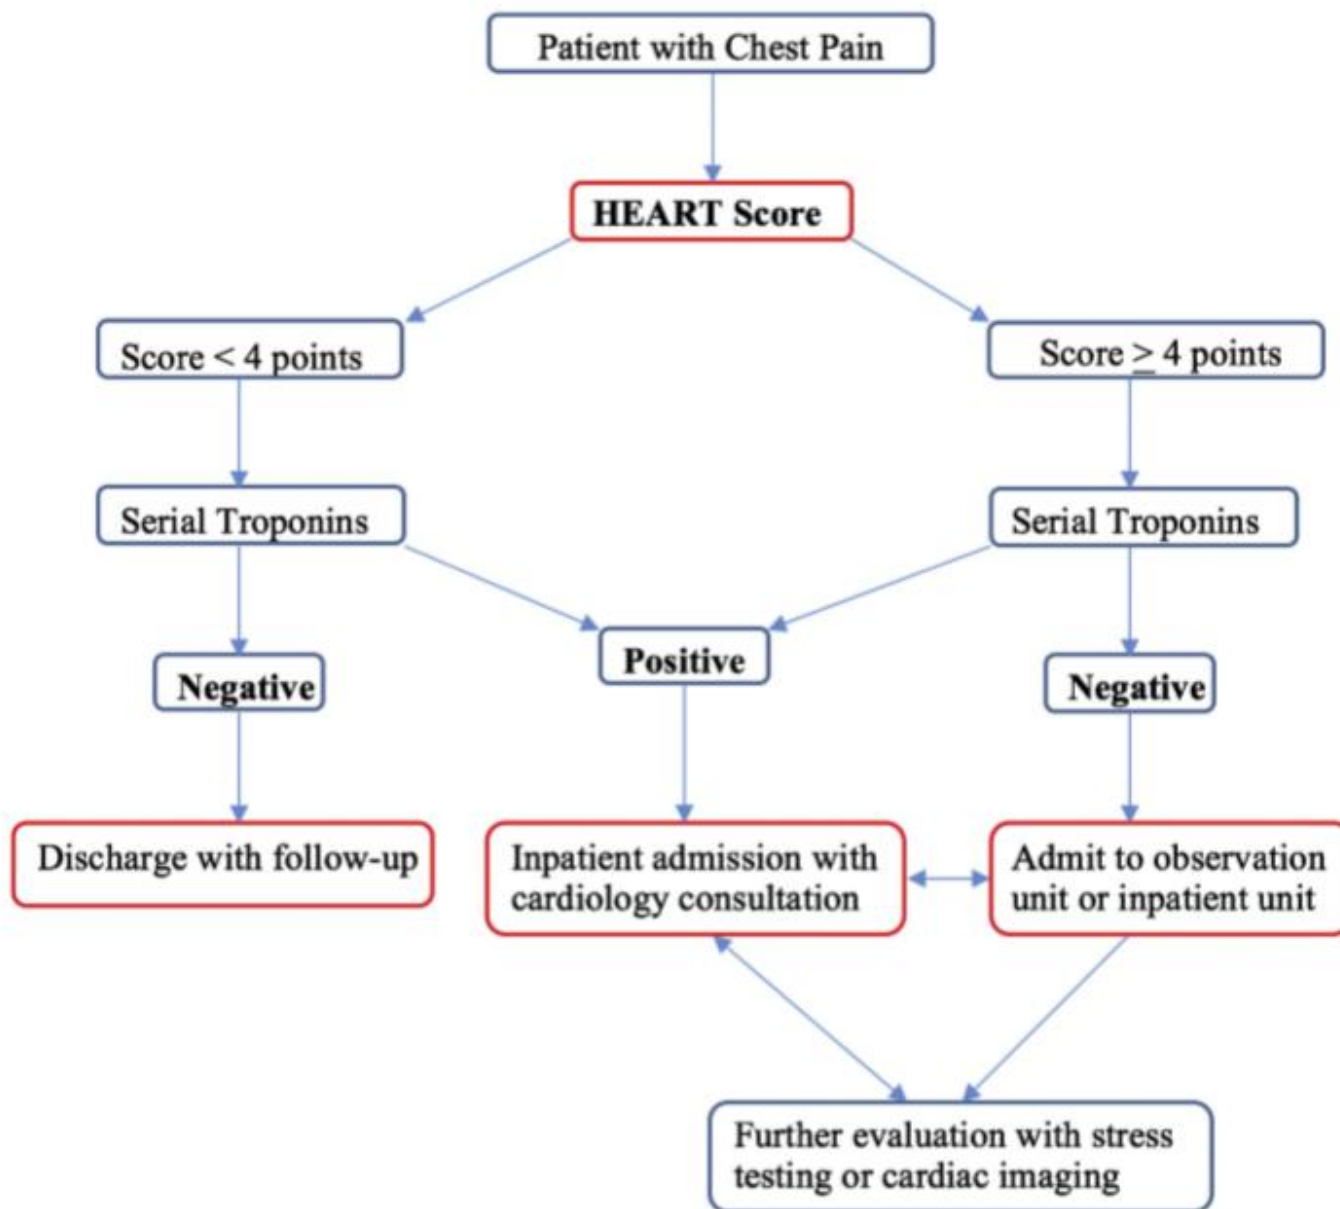 Patient with Chest Pain
HEART Score
Score < 4 points
Score ≥ 4 points
Serial Troponins
Serial Troponins
Positive
Negative
Negative
Discharge with follow-up
Inpatient admission with
cardiology consultation
Admit to observation
unit or inpatient unit
Further evaluation with stress
testing or cardiac imaging